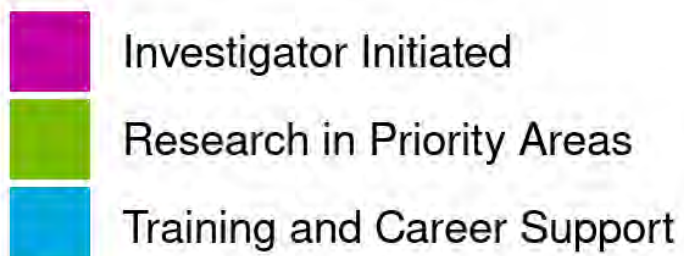 Investigator Initiated
Research in Priority Areas
Training and Career Support